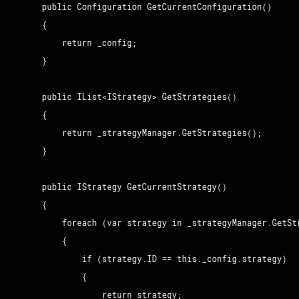 public Configuration GetCurrentConfiguration()
{
return _config;
}
public IList<IStrategy> GetStrategies()
{
return _strategyManager.GetStrategies();
}
public IStrategy GetCurrentStrategy()
{
foreach (var strategy in _strategyManager.GetStr
{
if (strategy.ID == this._config.strategy)
{
return strategy;